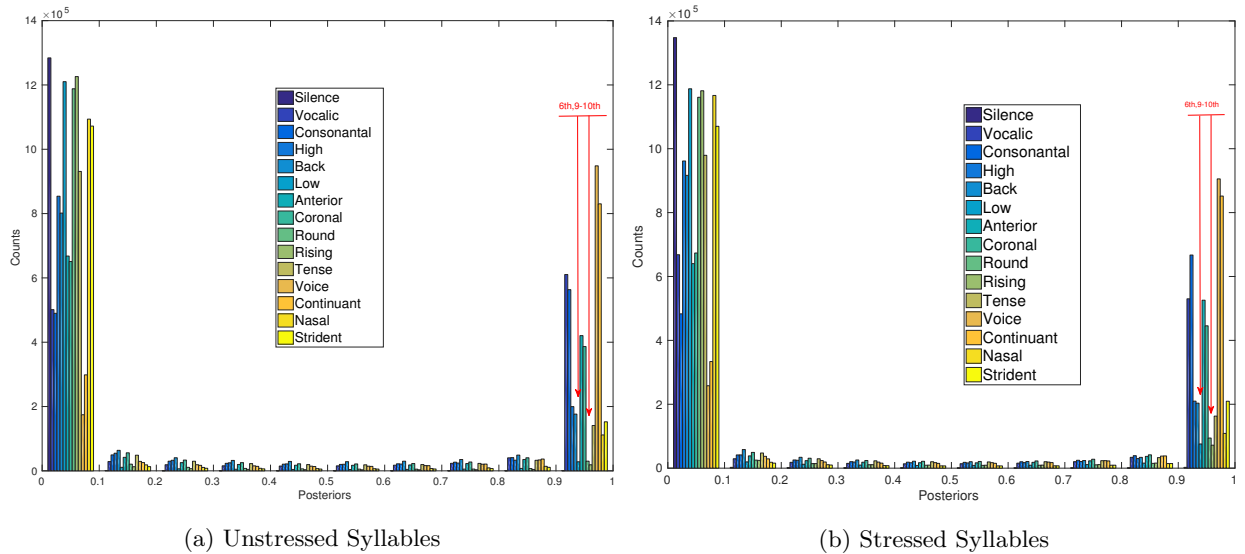 14
×10⁵
12
10
8
6
4
2
0
Counts
0
0.1
0.2
0.3
0.4
0.5
0.6
0.7
0.8
0.9
1
Posteriors
Silence
Vocalic
Consonantal
High
Back
Low
Anterior
Coronal
Round
Rising
Tense
Voice
Continuant
Nasal
Strident
6th,9-10th
(a) Unstressed Syllables
14
×10⁵
12
10
8
6
4
2
0
Counts
0
0.1
0.2
0.3
0.4
0.5
0.6
0.7
0.8
0.9
1
Posteriors
Silence
Vocalic
Consonantal
High
Back
Low
Anterior
Coronal
Round
Rising
Tense
Voice
Continuant
Nasal
Strident
6th,9-10th
(b) Stressed Syllables